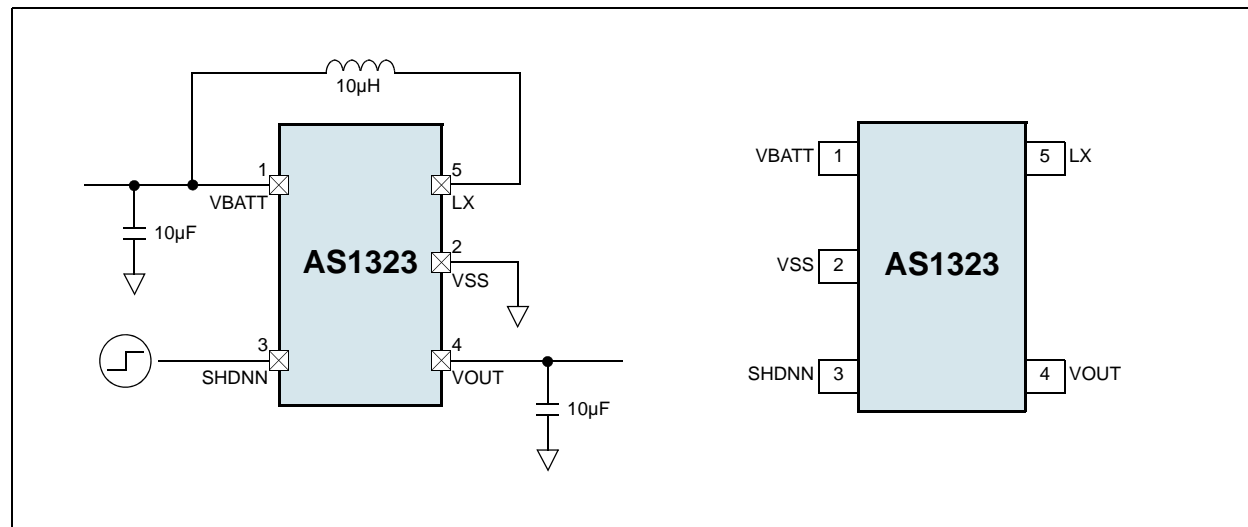 10µH
1
5
VBATT
LX
10µF
AS1323
2
VSS
3
4
SHDNN
VOUT
10µF
VBATT 1
5 LX
VSS 2
AS1323
SHDNN 3
4 VOUT